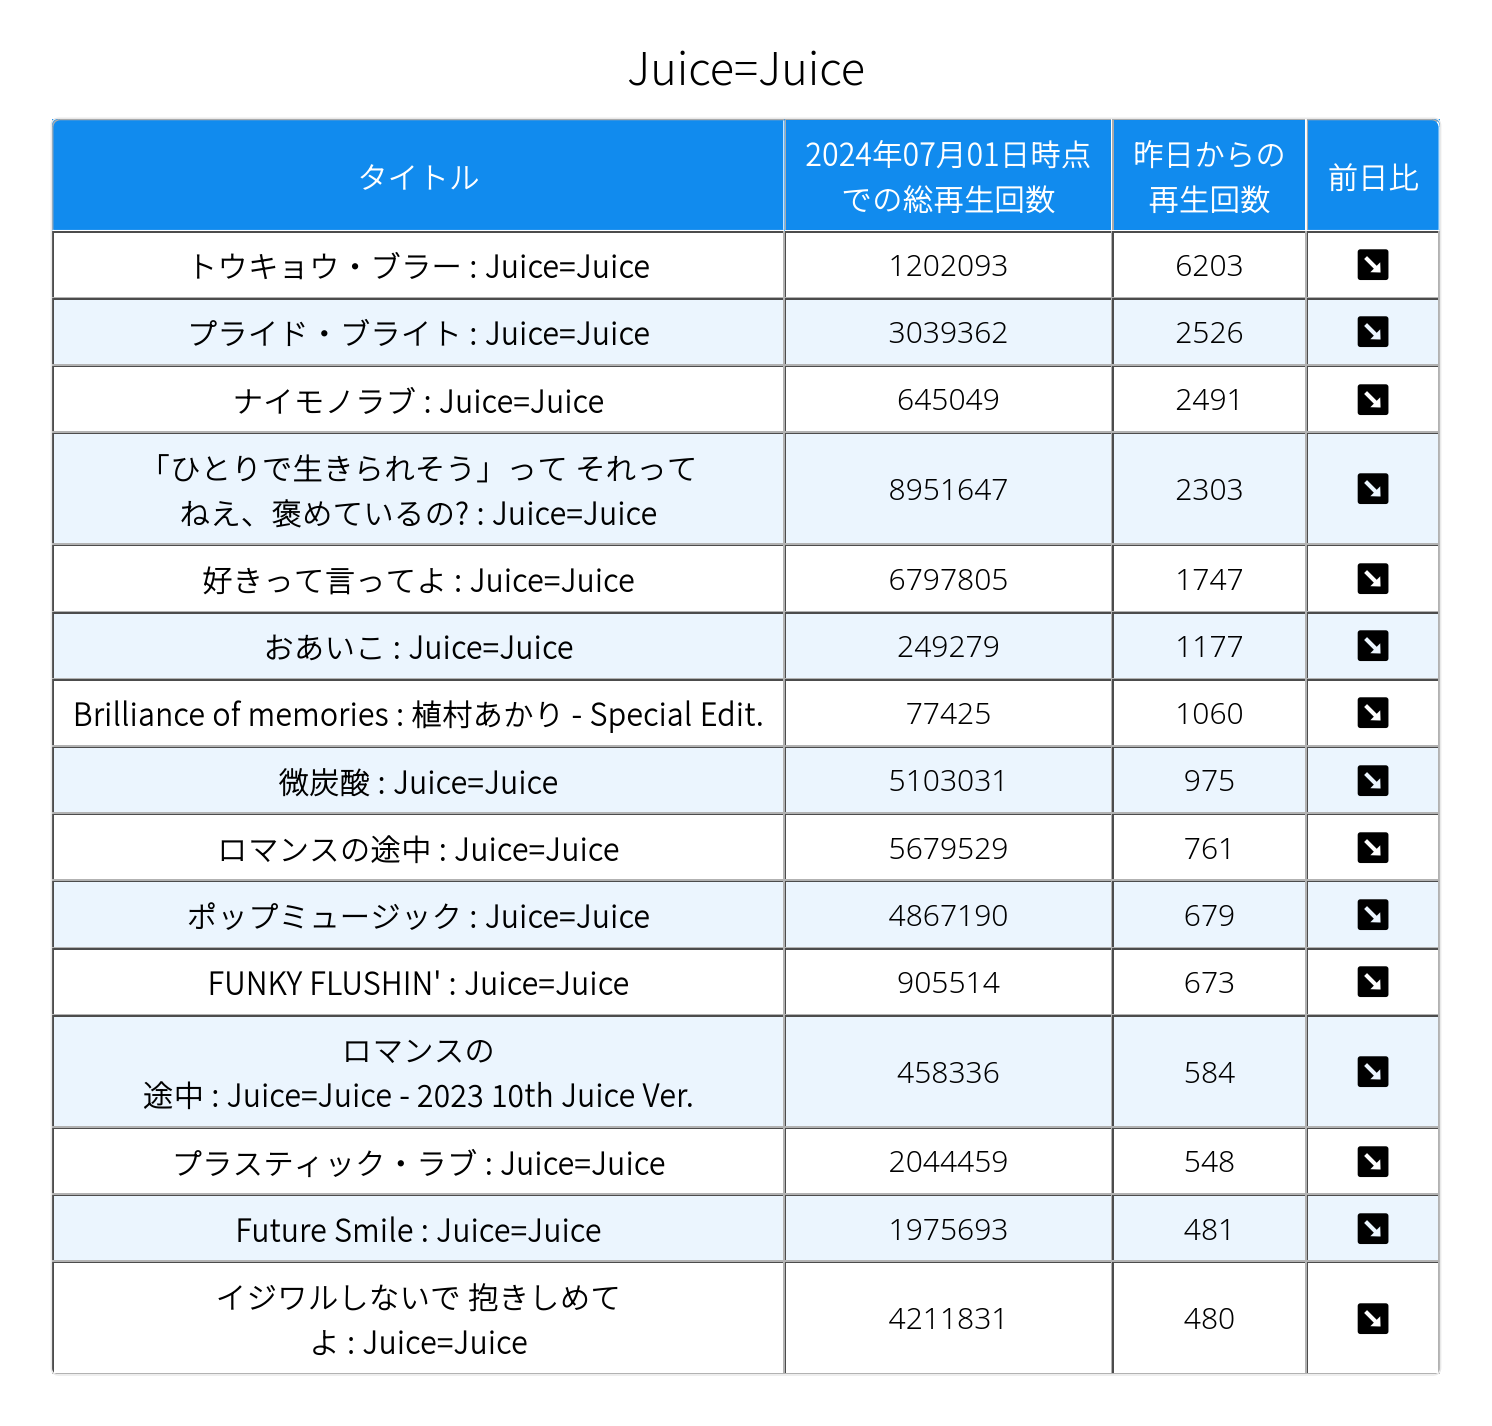 Juice=Juice
タイトル
2024年07月01日時点
での総再生回数
昨日からの
再生回数
前日比
トウキョウ・ブラー : Juice=Juice
1202093
6203
プライド・ブライト : Juice=Juice
3039362
2526
ナイモノラブ : Juice=Juice
645049
2491
「ひとりで生きられそう」って それって
ねえ、褒めているの? : Juice=Juice
8951647
2303
好きって言ってよ : Juice=Juice
6797805
1747
おあいこ : Juice=Juice
249279
1177
Brilliance of memories : 植村あかり - Special Edit.
77425
1060
微炭酸 : Juice=Juice
5103031
975
ロマンスの途中 : Juice=Juice
5679529
761
ポップミュージック : Juice=Juice
4867190
679
FUNKY FLUSHIN' : Juice=Juice
905514
673
ロマンスの
途中 : Juice=Juice - 2023 10th Juice Ver.
458336
584
プラスティック・ラブ : Juice=Juice
2044459
548
Future Smile : Juice=Juice
1975693
481
イジワルしないで 抱きしめて
よ : Juice=Juice
4211831
480